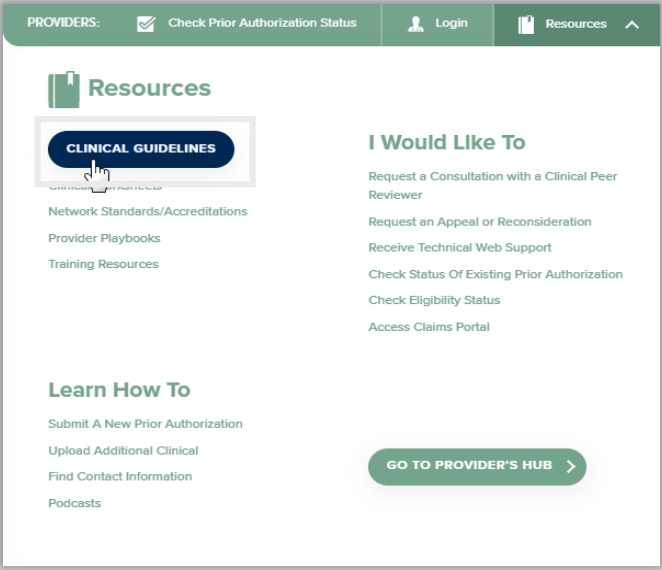 PROVIDERS:
Check Prior Authorization Status
Login
Resources
Resources
CLINICAL GUIDELINES
Clinical Worksheets
Network Standards/Accreditations
Provider Playbooks
Training Resources
I Would Like To
Request a Consultation with a Clinical Peer
Reviewer
Request an Appeal or Reconsideration
Receive Technical Web Support
Check Status Of Existing Prior Authorization
Check Eligibility Status
Access Claims Portal
Learn How To
Submit A New Prior Authorization
Upload Additional Clinical
Find Contact Information
Podcasts
GO TO PROVIDER'S HUB